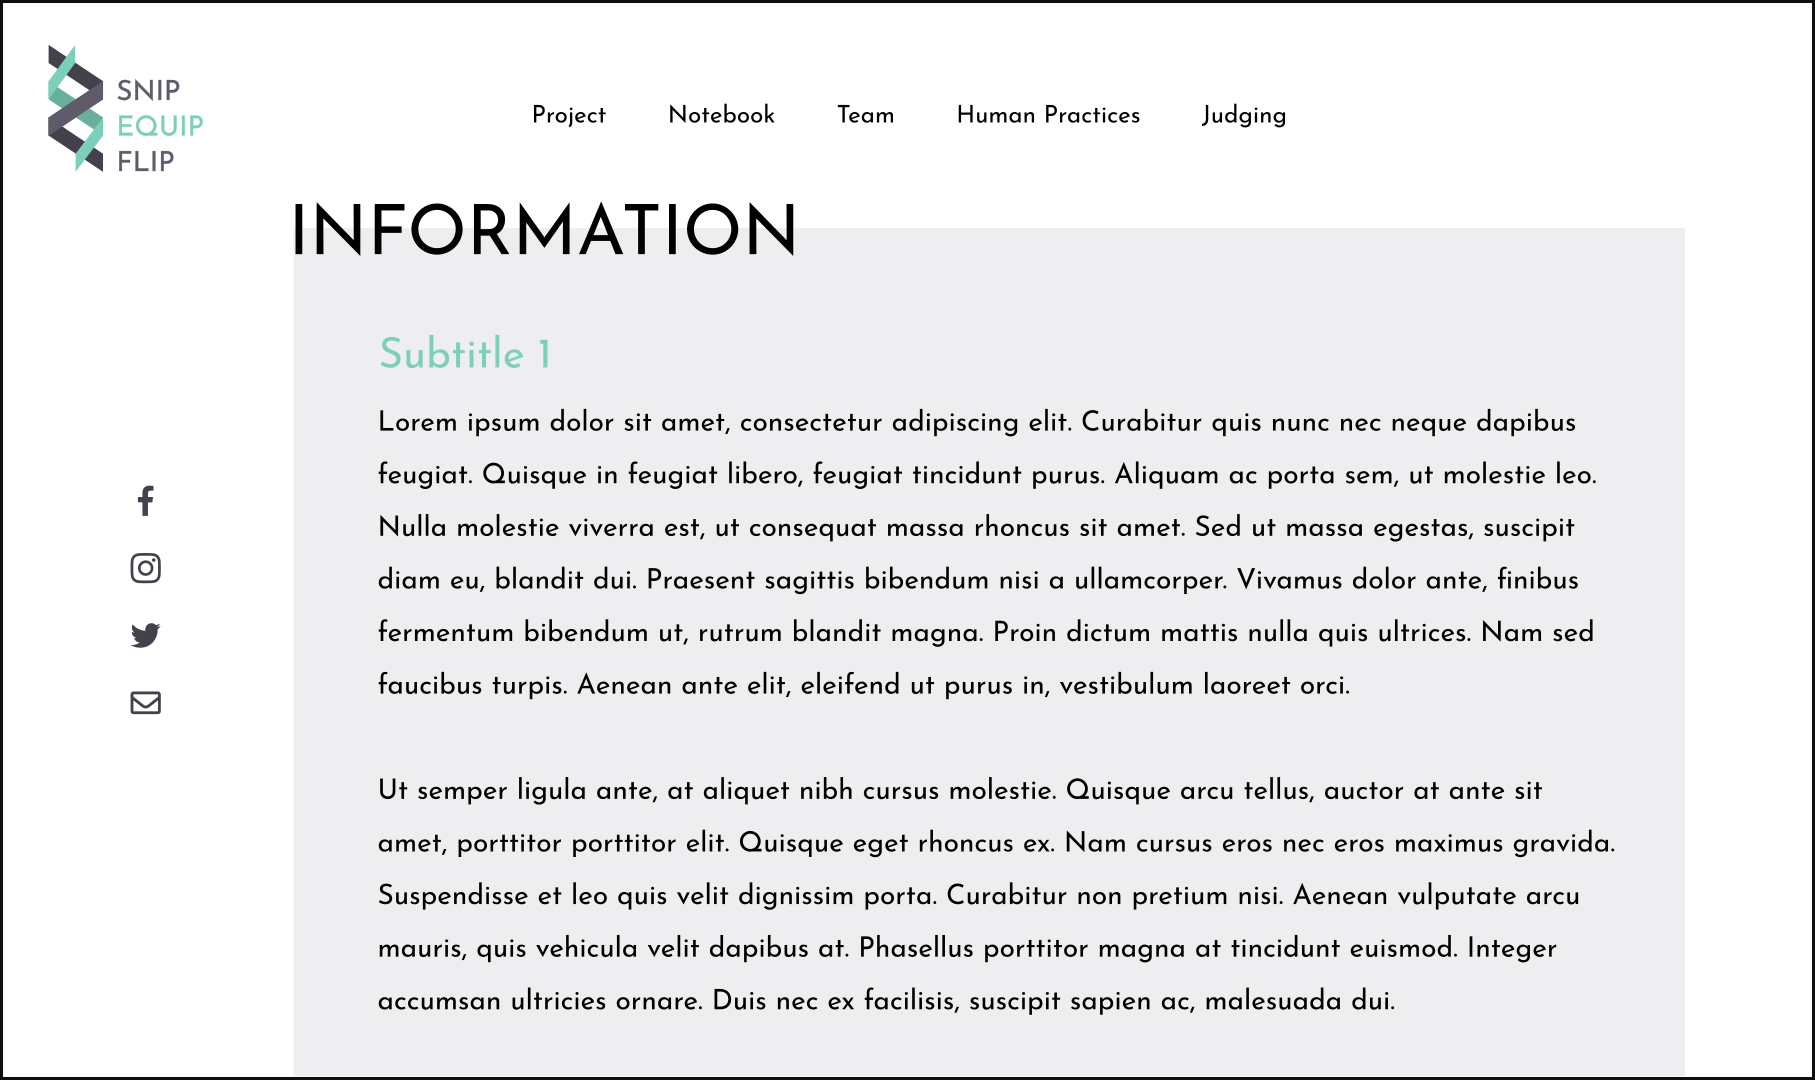 SNIP
EQUIP
FLIP
Project Notebook Team Human Practices Judging
INFORMATION
Subtitle 1
Lorem ipsum dolor sit amet, consectetur adipiscing elit. Curabitur quis nunc nec neque dapibus
feugiat. Quisque in feugiat libero, feugiat tincidunt purus. Aliquam ac porta sem, ut molestie leo.
Nulla molestie viverra est, ut consequat massa rhoncus sit amet. Sed ut massa egestas, suscipit
diam eu, blandit dui. Praesent sagittis bibendum nisi a ullamcorper. Vivamus dolor ante, finibus
fermentum bibendum ut, rutrum blandit magna. Proin dictum mattis nulla quis ultrices. Nam sed
faucibus turpis. Aenean ante elit, eleifend ut purus in, vestibulum laoreet orci.
Ut semper ligula ante, at aliquet nibh cursus molestie. Quisque arcu tellus, auctor at ante sit
amet, porttitor porttitor elit. Quisque eget rhoncus ex. Nam cursus eros nec eros maximus gravida.
Suspendisse et leo quis velit dignissim porta. Curabitur non pretium nisi. Aenean vulputate arcu
mauris, quis vehicula velit dapibus at. Phasellus porttitor magna at tincidunt euismod. Integer
accumsan ultricies ornare. Duis nec ex facilisis, suscipit sapien ac, malesuada dui.